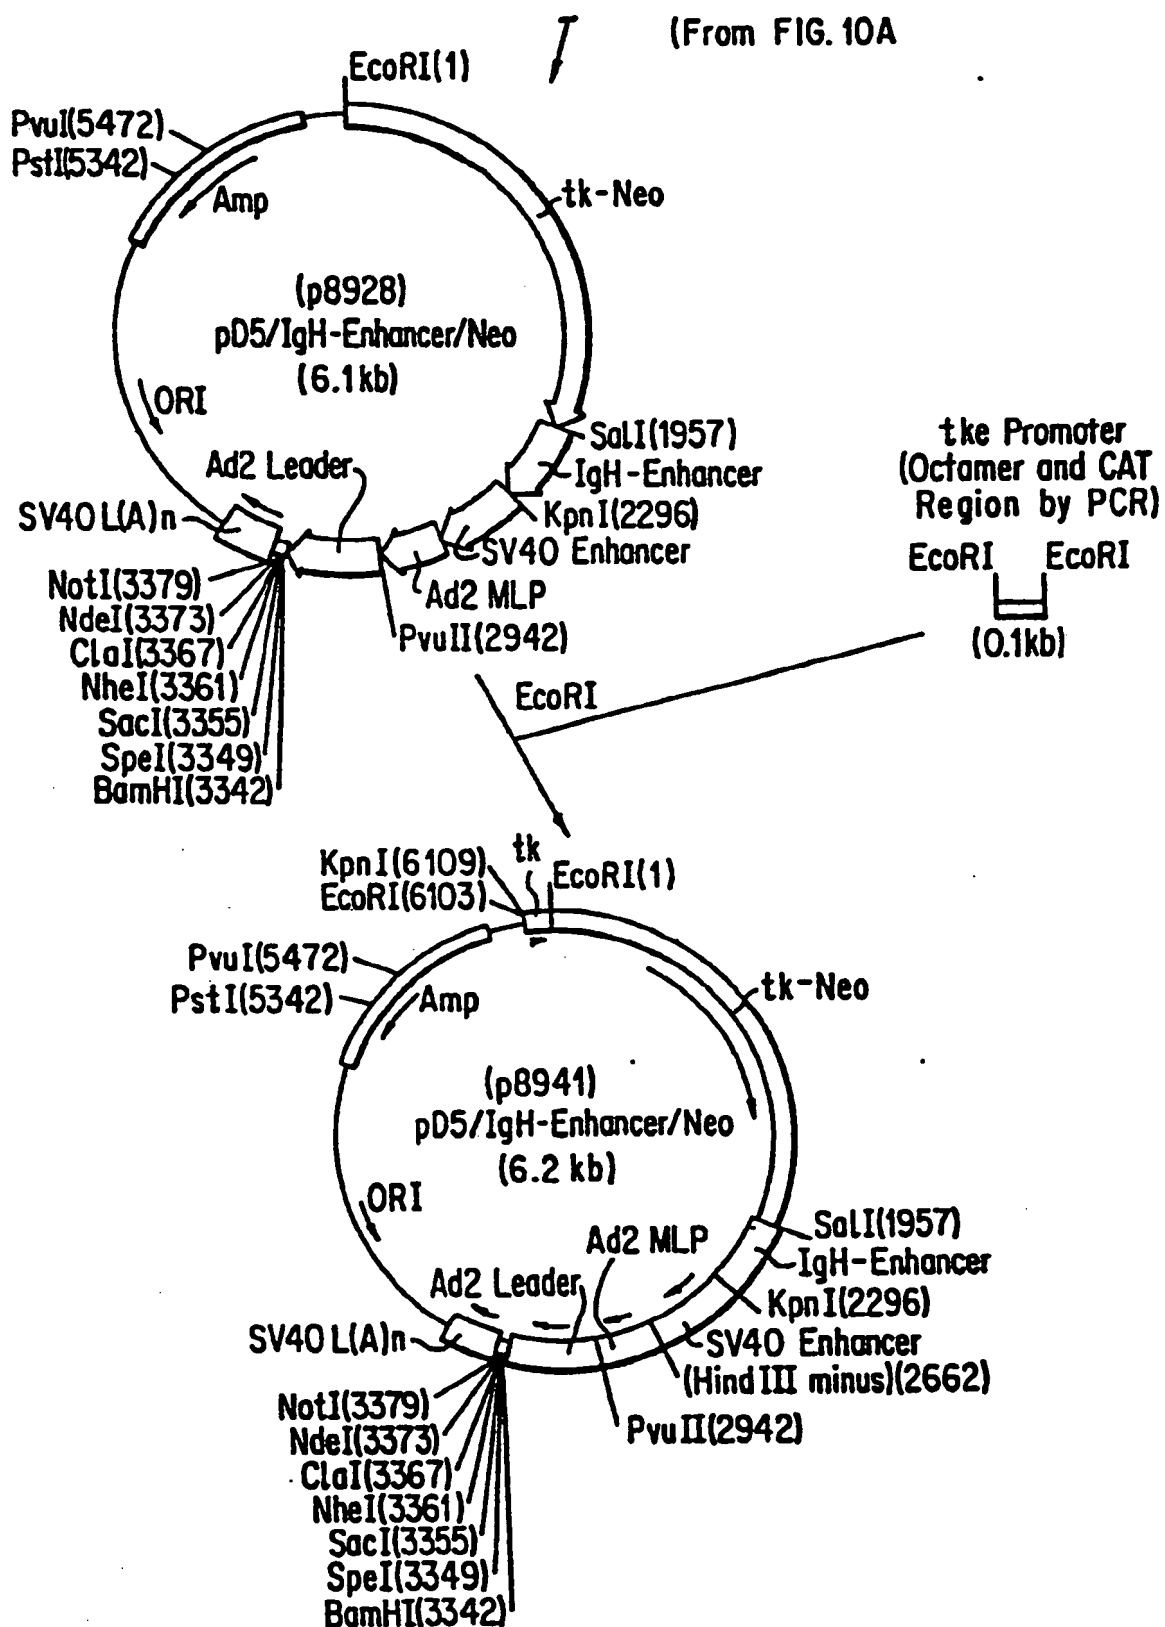 (From FIG. 10A
EcoRI(1)
PvuI(5472)
PstI(5342)
Amp
tk-Neo
(p8928)
pD5/IgH-Enhancer/Neo
(6.1kb)
ORI
SalI(1957)
IgH-Enhancer
KpnI(2296)
SV40 Enhancer
Ad2 Leader
SV40 L(A)n
Ad2 MLP
PvuII(2942)
NotI(3379)
NdeI(3373)
ClaI(3367)
NheI(3361)
SacI(3355)
SpeI(3349)
BamHI(3342)
tke Promoter
(Octamer and CAT
Region by PCR)
EcoRI EcoRI
(0.1kb)
EcoRI
KpnI(6109)
EcoRI(6103)
tk
EcoRI(1)
PvuI(5472)
PstI(5342)
Amp
tk-Neo
(p8941)
pD5/IgH-Enhancer/Neo
(6.2 kb)
ORI
SalI(1957)
IgH-Enhancer
KpnI(2296)
SV40 Enhancer
(Hind III minus)(2662)
Ad2 MLP
Ad2 Leader
SV40 L(A)n
PvuII(2942)
NotI(3379)
NdeI(3373)
ClaI(3367)
NheI(3361)
SacI(3355)
SpeI(3349)
BamHI(3342)